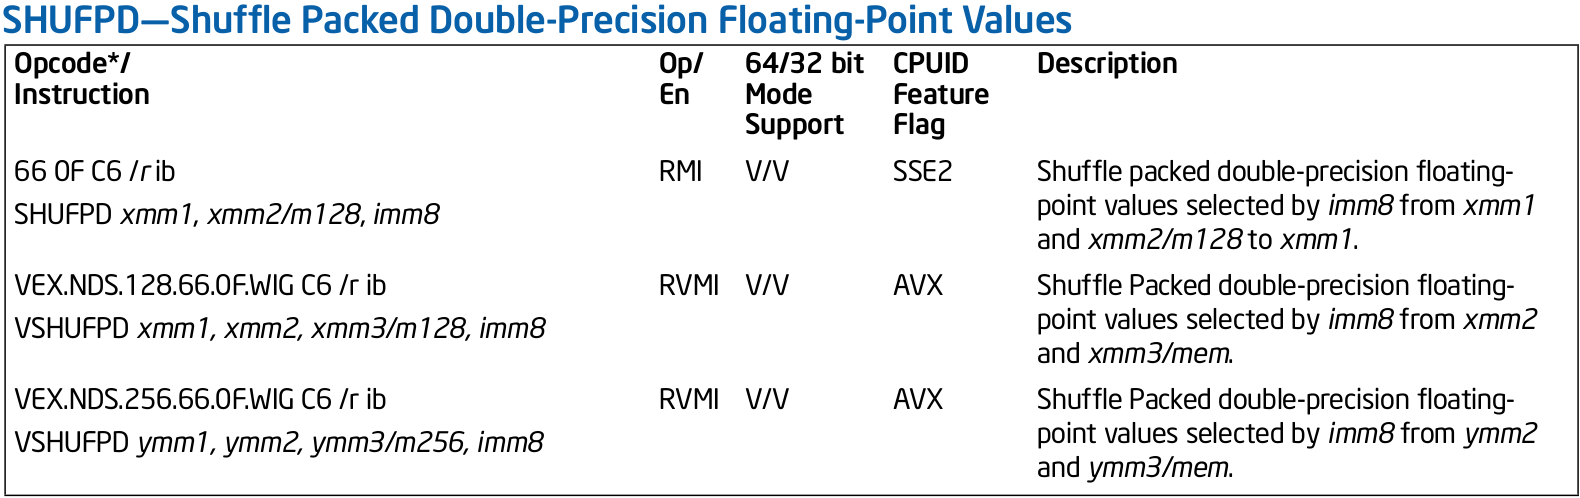 SHUFPD—Shuffle Packed Double-Precision Floating-Point Values
Opcode*/
Instruction
Op/
En
64/32 bit
Mode
Support
CPUID
Feature
Flag
Description
66 0F C6 /r ib
SHUFPD xmm1, xmm2/m128, imm8
RMI
V/V
SSE2
Shuffle packed double-precision floating-
point values selected by imm8 from xmm1
and xmm2/m128 to xmm1.
VEX.NDS.128.66.0F.WIG C6 /r ib
VSHUFPD xmm1, xmm2, xmm3/m128, imm8
RVMI
V/V
AVX
Shuffle Packed double-precision floating-
point values selected by imm8 from xmm2
and xmm3/mem.
VEX.NDS.256.66.0F.WIG C6 /r ib
VSHUFPD ymm1, ymm2, ymm3/m256, imm8
RVMI
V/V
AVX
Shuffle Packed double-precision floating-
point values selected by imm8 from ymm2
and ymm3/mem.